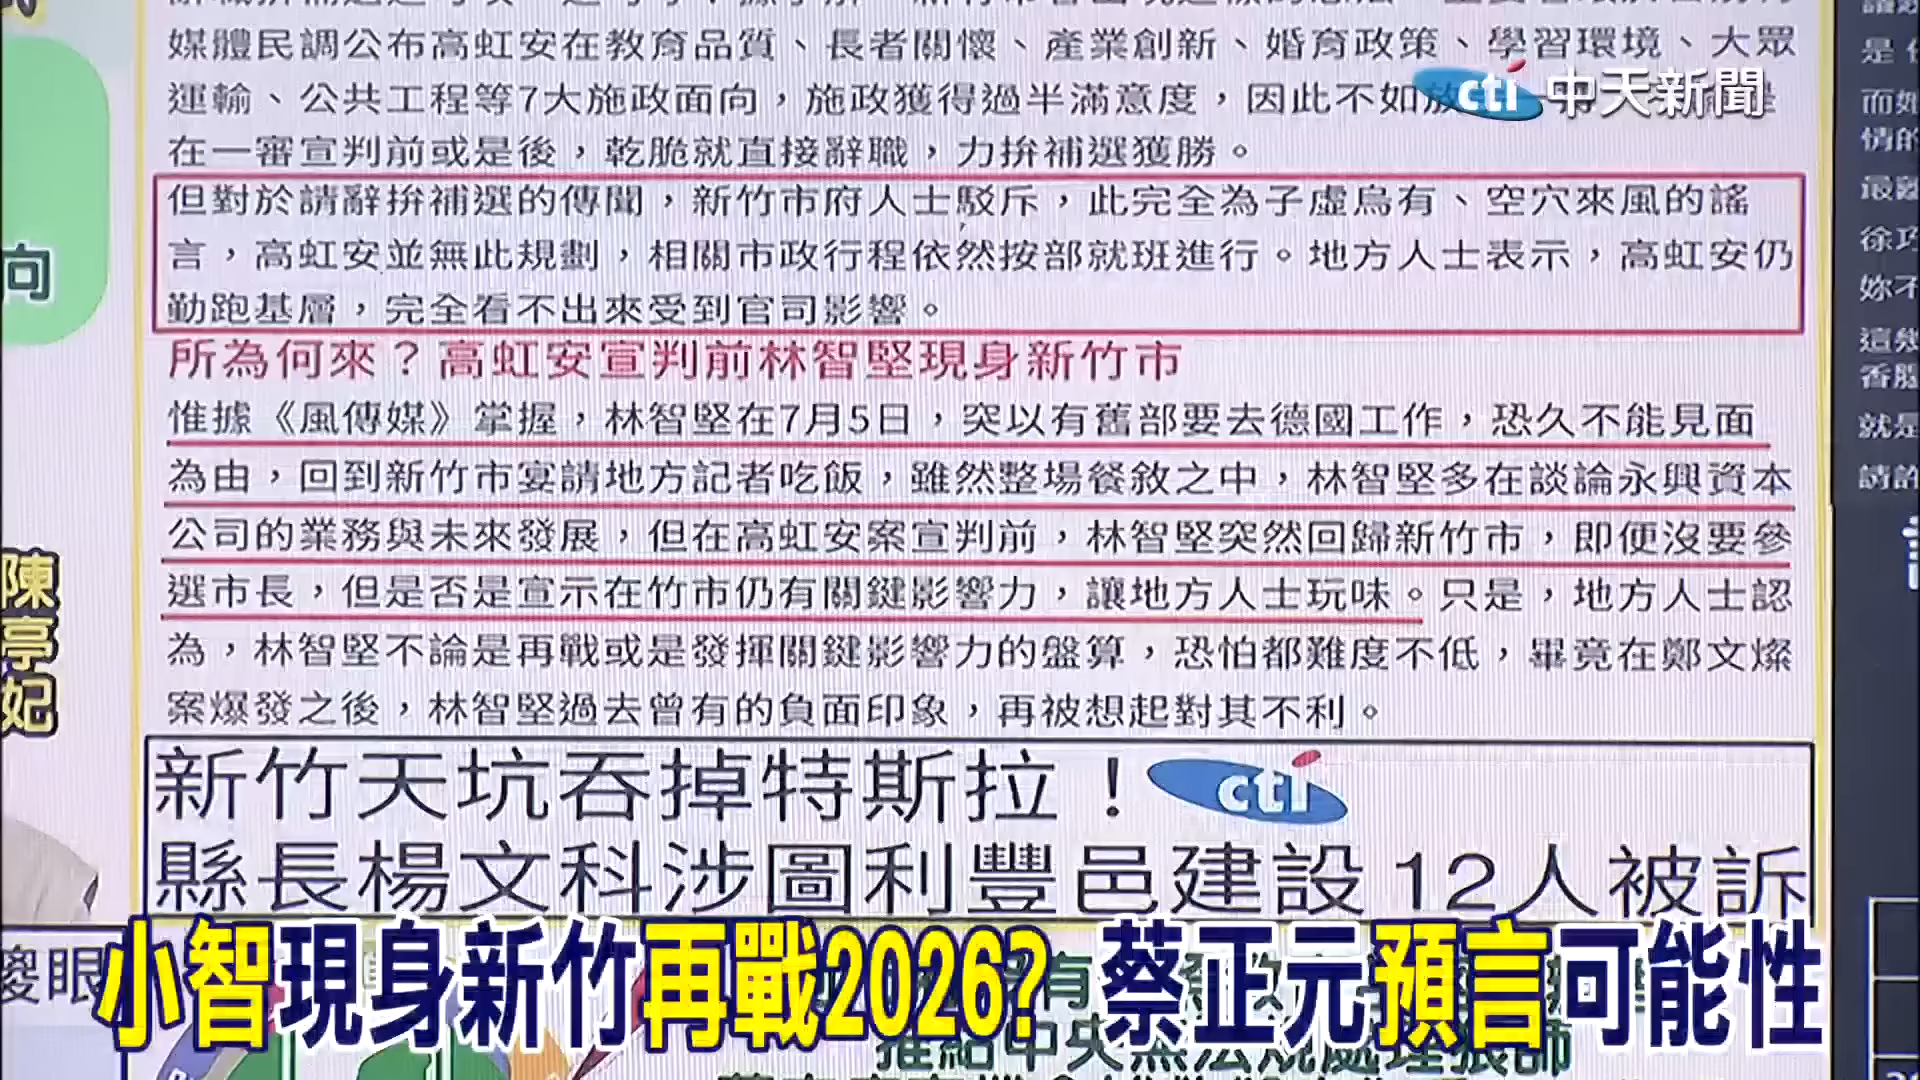 媒體民調公布高虹安在教育品質、長者關懷、產業創新、婚育政策、學習環境、大眾
運輸、公共工程等7大施政面向，施政獲得過半滿意度，因此不如放
cti 中天新聞
在一審宣判前或是後，乾脆就直接辭職，力拚補選獲勝。
但對於請辭拚補選的傳聞，新竹市府人士駁斥，此完全為子虛烏有、空穴來風的謠
言，高虹安並無此規劃，相關市政行程依然按部就班進行。地方人士表示，高虹安仍
勤跑基層，完全看不出來受到官司影響。
所為何來？高虹安宣判前林智堅現身新竹市
惟據《風傳媒》掌握，林智堅在7月5日，突以有舊部要去德國工作，恐久不能見面
為由，回到新竹市宴請地方記者吃飯，雖然整場餐敘之中，林智堅多在談論永興資本
公司的業務與未來發展，但在高虹安案宣判前，林智堅突然回歸新竹市，即便沒要參
選市長，但是否是宣示在竹市仍有關鍵影響力，讓地方人士玩味。只是，地方人士認
為，林智堅不論是再戰或是發揮關鍵影響力的盤算，恐怕都難度不低，畢竟在鄭文燦
案爆發之後，林智堅過去曾有的負面印象，再被想起對其不利。
新竹天坑吞掉特斯拉！ cti
縣長楊文科涉圖利豐邑建設12人被訴
小智現身新竹再戰2026? 蔡正元預言可能性
向
陳亭妃
傻眼
而如
情的
最難
就是